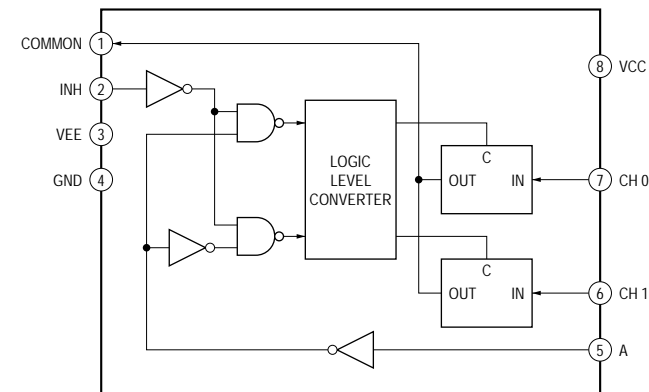 COMMON 1
INH 2
VEE 3
GND 4
8 VCC
7 CH 0
6 CH 1
5 A
LOGIC
LEVEL
CONVERTER
C
OUT IN
C
OUT IN